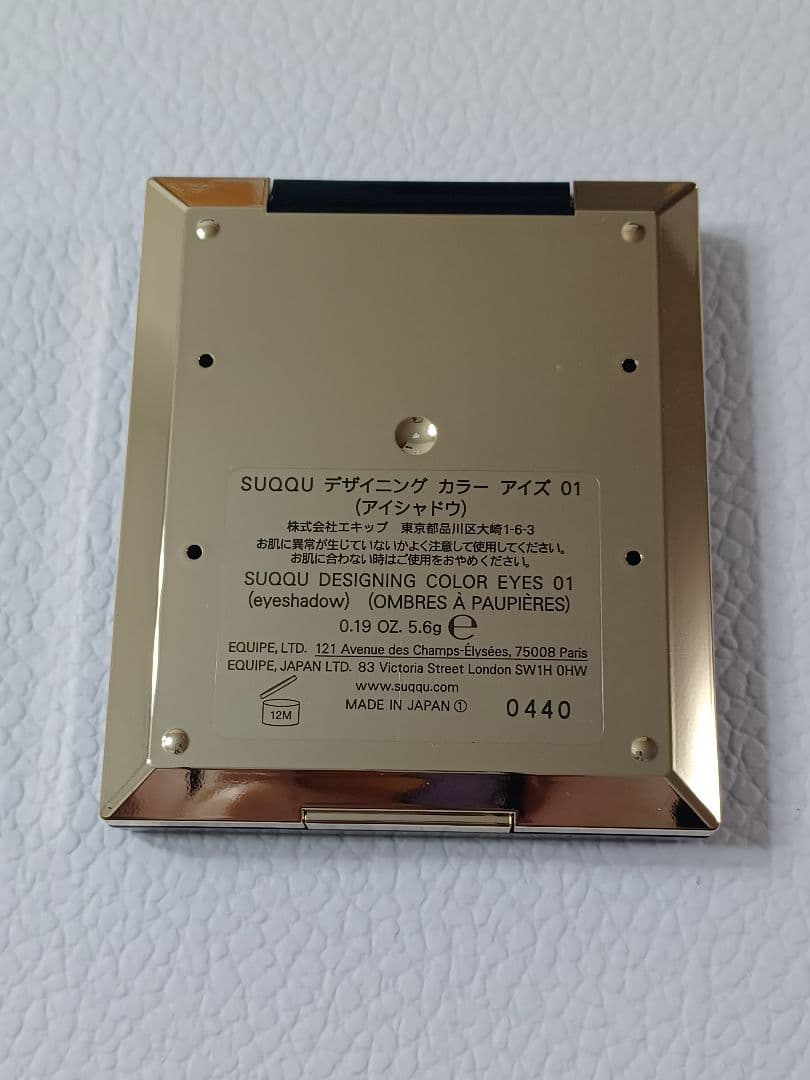 SUQQU デザイニング カラー アイズ 01
(アイシャドウ)
株式会社エキップ 東京都品川区大崎1-6-3
お肌に異常が生じていないかよく注意して使用してください。
お肌に合わない時はご使用をおやめください。
SUQQU DESIGNING COLOR EYES 01
(eyeshadow) (OMBRES À PAUPIÈRES)
0.19 OZ. 5.6g ℮
EQUIPE, LTD. 121 Avenue des Champs-Élysées, 75008 Paris
EQUIPE, JAPAN LTD. 83 Victoria Street London SW1H 0HW
www.suqqu.com
12M
MADE IN JAPAN ①
0440